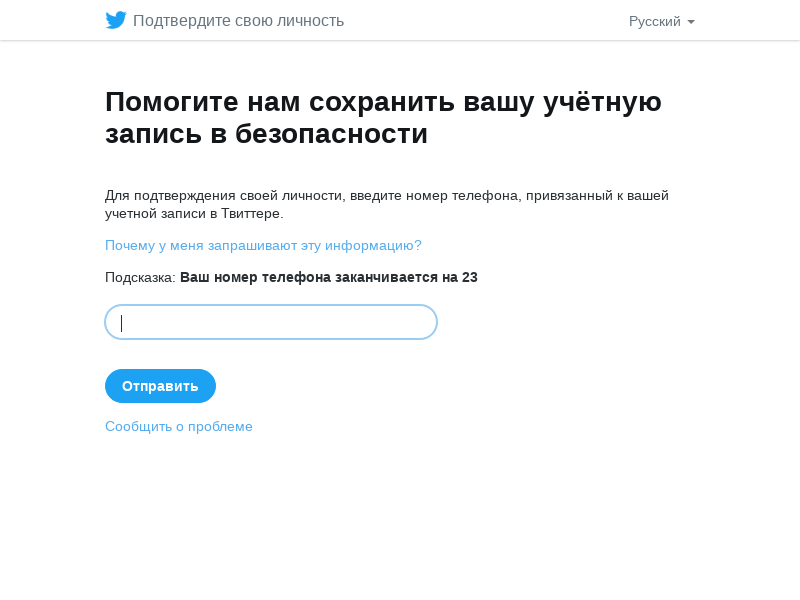 Подтвердите свою личность
Русский
Помогите нам сохранить вашу учётную
запись в безопасности
Для подтверждения своей личности, введите номер телефона, привязанный к вашей
учетной записи в Твиттере.
Почему у меня запрашивают эту информацию?
Подсказка: Ваш номер телефона заканчивается на 23
Отправить
Сообщить о проблеме